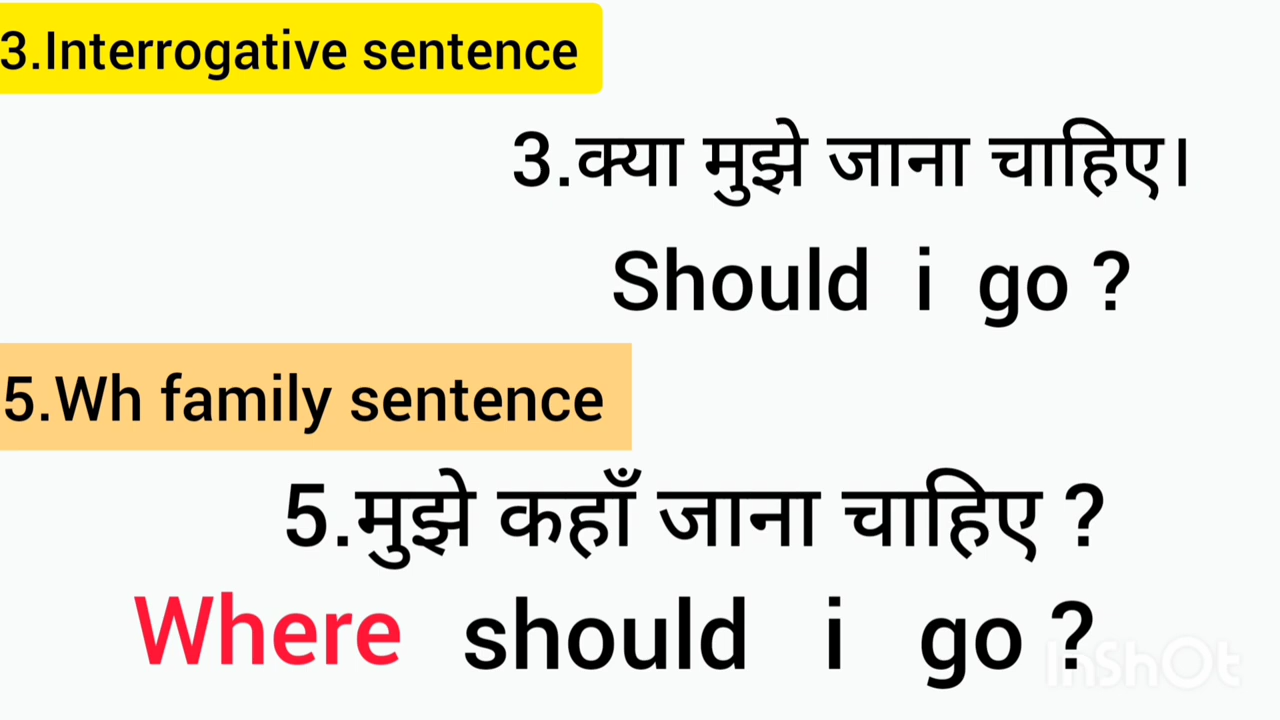 3.Interrogative sentence
3.क्या मुझे जाना चाहिए।
Should i go ?
5.Wh family sentence
5.मुझे कहाँ जाना चाहिए ?
Where should i go ?
InShOt